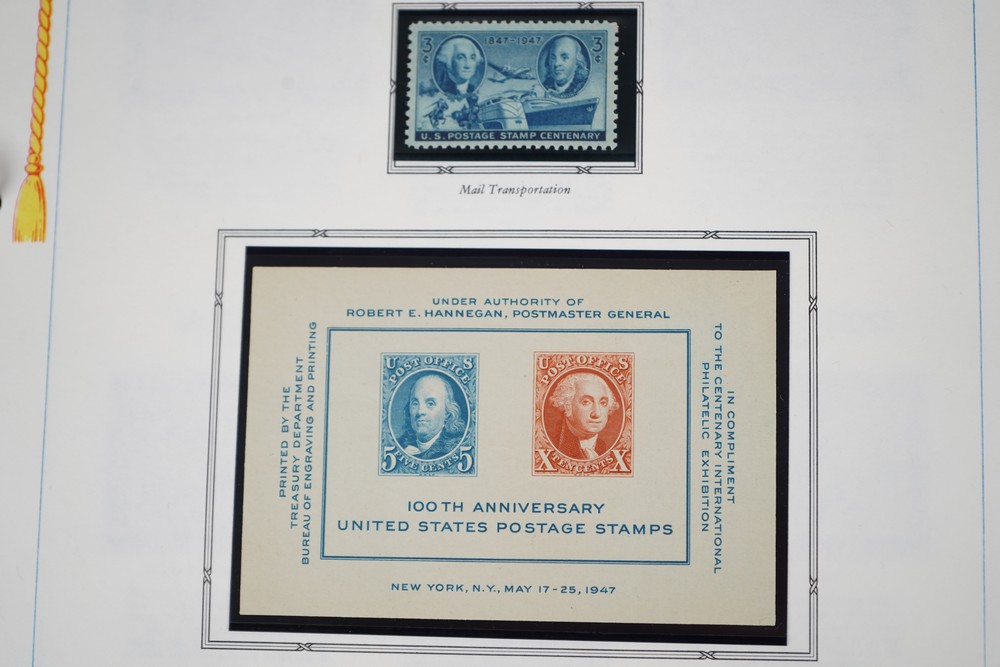 3¢ 1847-1947 3¢
U.S. POSTAGE STAMP CENTENARY
Mail Transportation
UNDER AUTHORITY OF
ROBERT E. HANNEGAN, POSTMASTER GENERAL
PRINTED BY THE
TREASURY DEPARTMENT
BUREAU OF ENGRAVING AND PRINTING
U S
POST OFFICE
5 5
FIVE CENTS
U S
POST OFFICE
X X
TEN CENTS
100TH ANNIVERSARY
UNITED STATES POSTAGE STAMPS
IN COMPLIMENT
TO THE CENTENARY INTERNATIONAL
PHILATELIC EXHIBITION
NEW YORK, N.Y., MAY 17-25, 1947